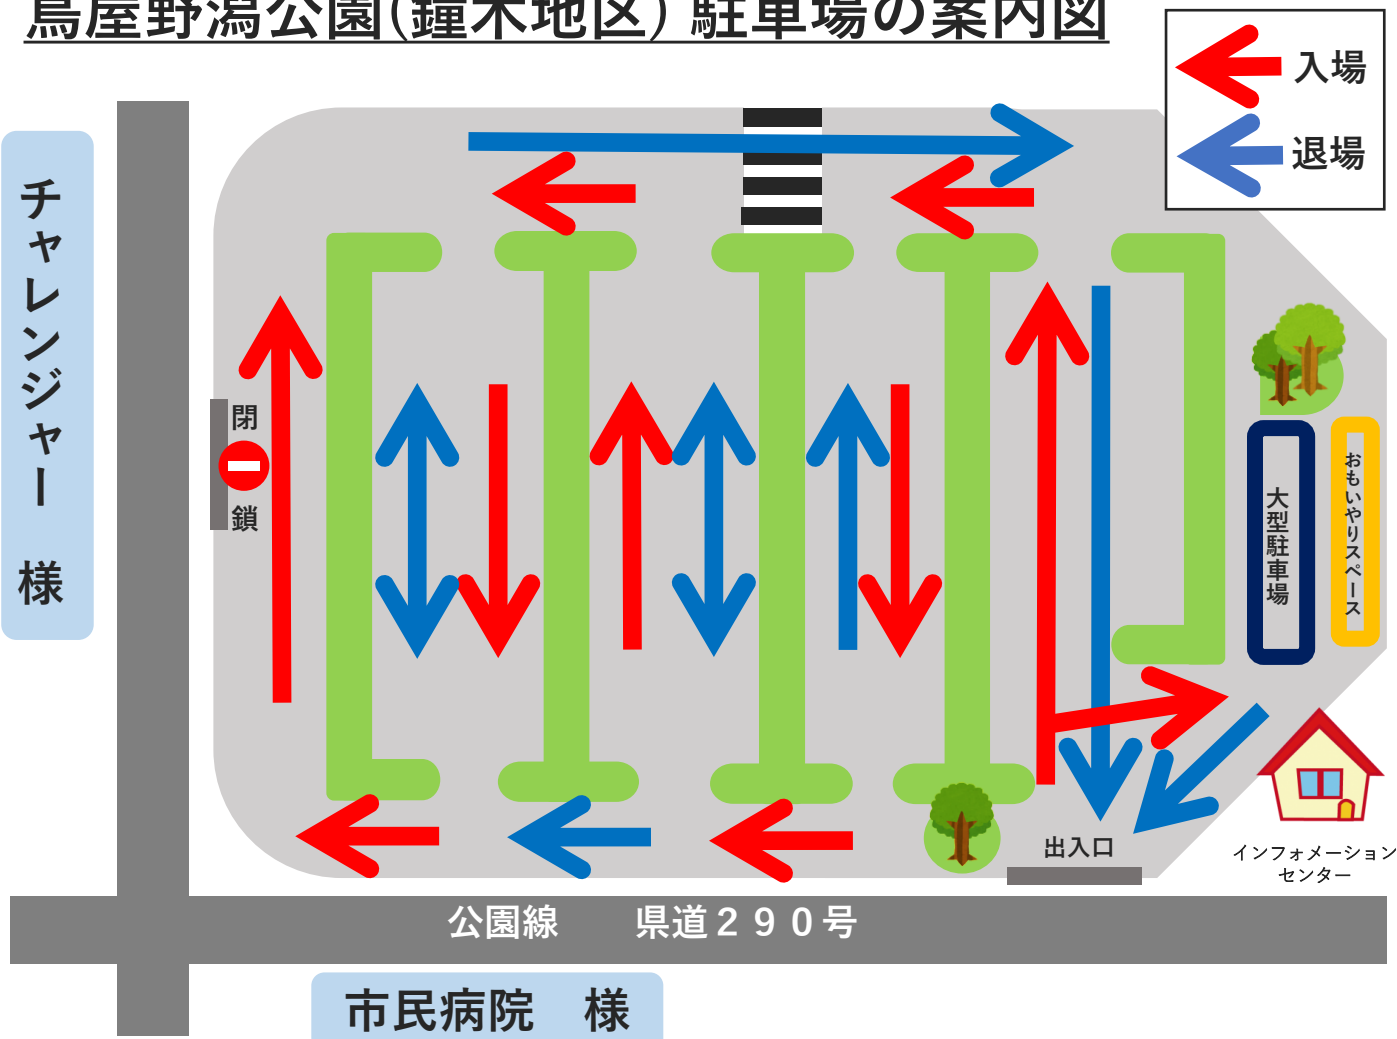 鳥屋野潟公園(鐘木地区) 駐車場の案内図
入場
退場
チャレンジャー 様
閉
鎖
大型駐車場
おもいやりスペース
出入口
インフォメーション
センター
公園線 県道290号
市民病院 様